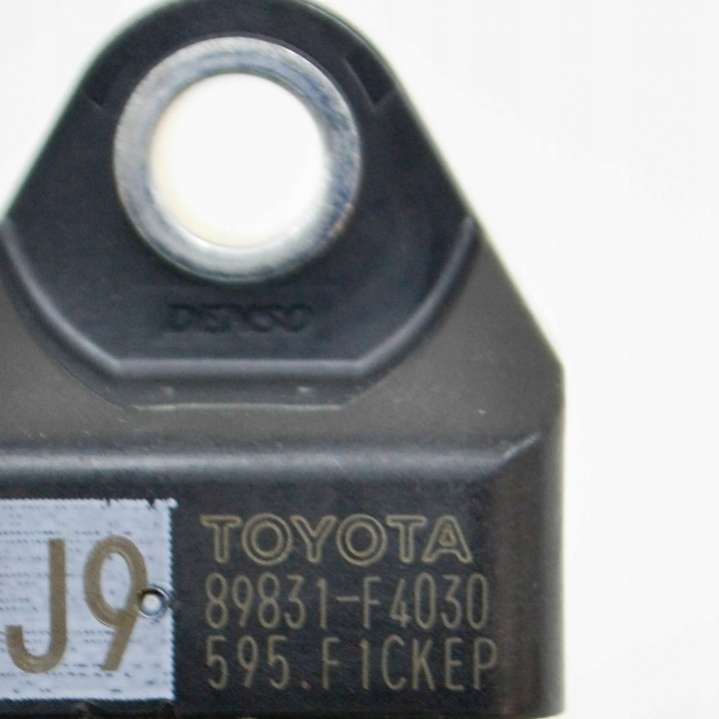 DENSO
J9
TOYOTA
89831-F4030
595.F1CKEP